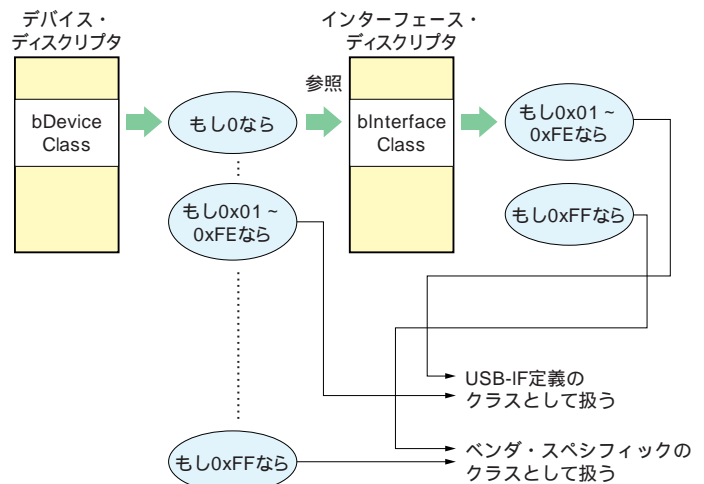 デバイス・
ディスクリプタ
インターフェース・
ディスクリプタ
bDevice
Class
もし0なら
参照
bInterface
Class
もし0x01～
0xFEなら
もし0x01～
0xFEなら
もし0xFFなら
USB-IF定義の
クラスとして扱う
もし0xFFなら
ベンダ・スペシフィックの
クラスとして扱う